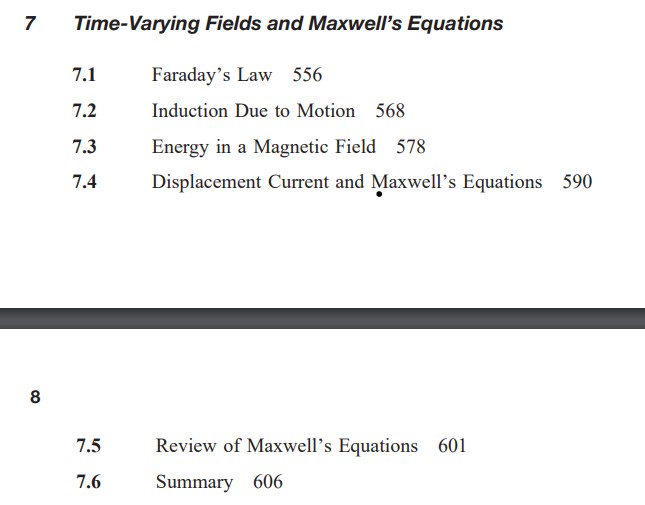 7 Time-Varying Fields and Maxwell's Equations
7.1 Faraday's Law 556
7.2 Induction Due to Motion 568
7.3 Energy in a Magnetic Field 578
7.4 Displacement Current and Maxwell's Equations 590
8
7.5 Review of Maxwell's Equations 601
7.6 Summary 606